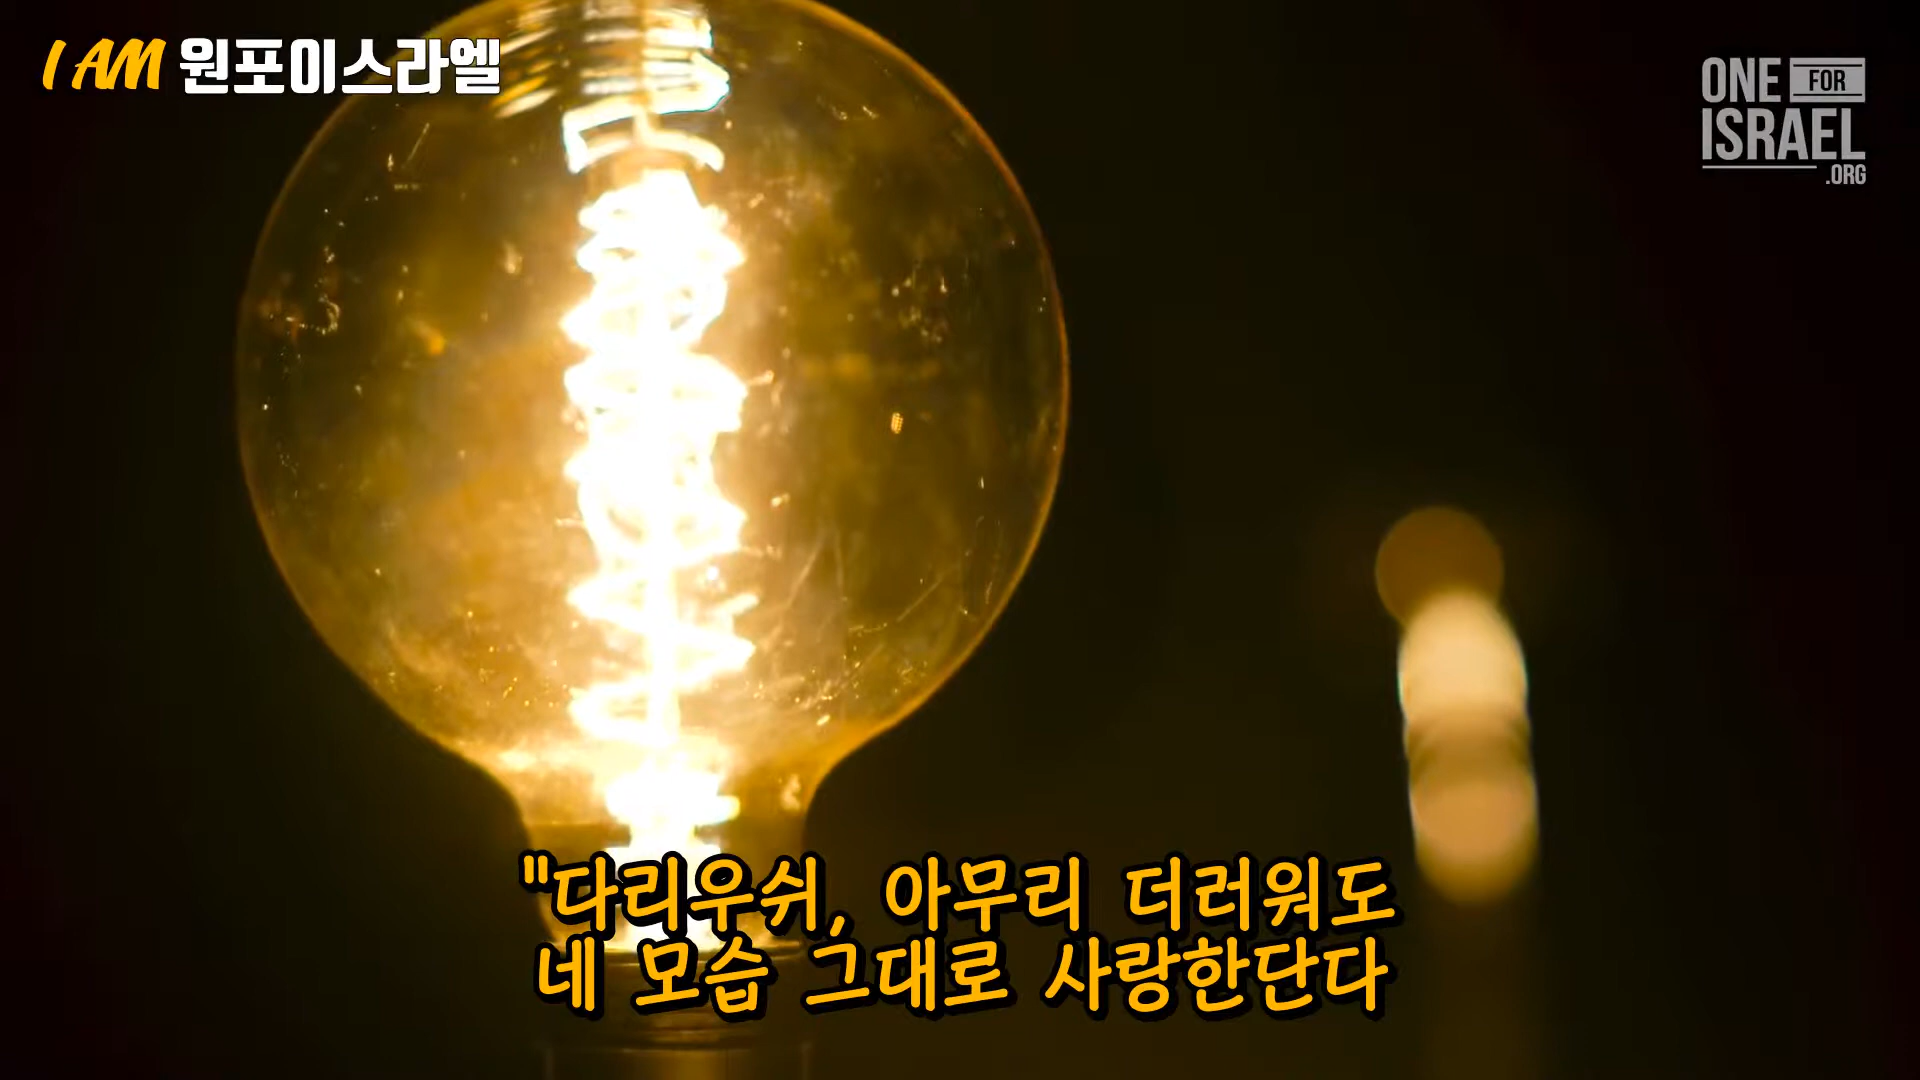 I AM 원포이스라엘
ONE FOR
ISRAEL
.ORG
"다리우쉬, 아무리 더러워도
네 모습 그대로 사랑한단다